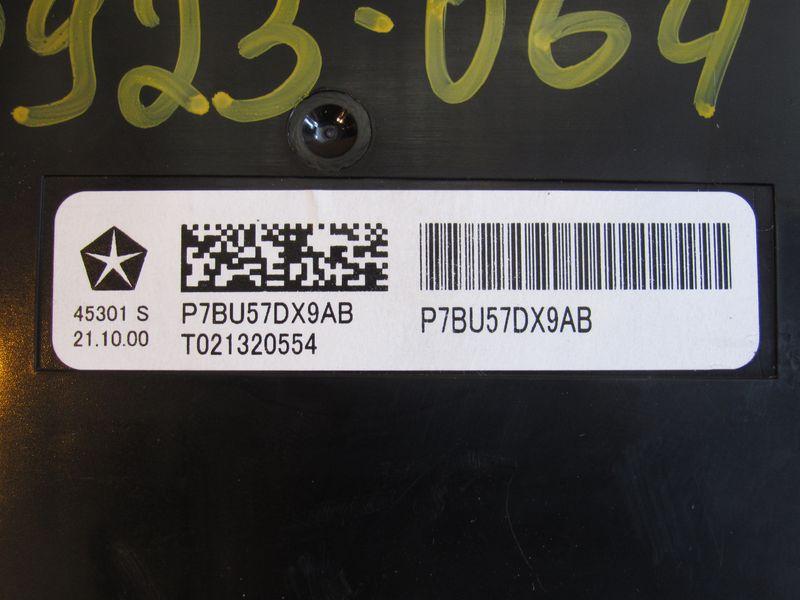 923-064
45301 S
21.10.00
P7BU57DX9AB
T021320554
P7BU57DX9AB